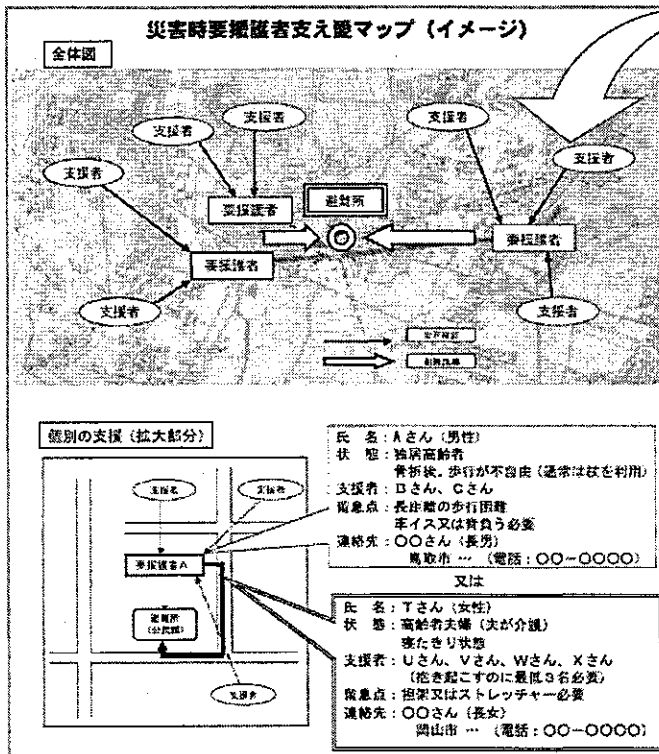 災害時要援護者支え愛マップ（イメージ）
全体図
支援者
支援者
支援者
支援者
支援者
要援護者
避難所
要援護者
要援護者
支援者
支援者
個別の支援（拡大部分）
支援者
支援者
要援護者A
避難所
（公民館）
支援者
氏　名：Aさん（男性）
状　態：独居高齢者
骨折後、歩行が不自由（通常は杖を利用）
支援者：Bさん、Cさん
留意点：長距離の歩行困難
車イス又は背負う必要
連絡先：〇〇さん（長男）
鳥取市 … （電話：〇〇－〇〇〇〇）
又は
氏　名：Tさん（女性）
状　態：高齢者夫婦（夫が介護）
寝たきり状態
支援者：Uさん、Vさん、Wさん、Xさん
（抱き起こすのに最低3名必要）
留意点：担架又はストレッチャー必要
連絡先：〇〇さん（長女）
岡山市 … （電話：〇〇－〇〇〇〇）